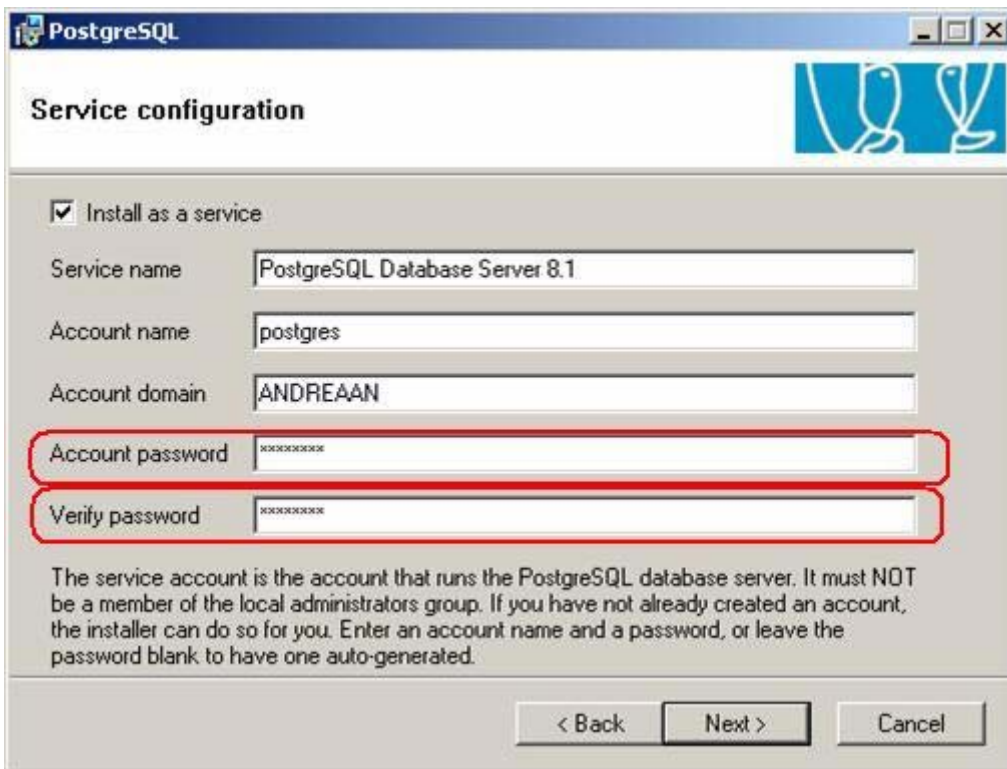 PostgreSQL
Service configuration
Install as a service
Service name PostgreSQL Database Server 8.1
Account name postgres
Account domain ANDREAAN
Account password ********
Verify password ********
The service account is the account that runs the PostgreSQL database server. It must NOT
be a member of the local administrators group. If you have not already created an account,
the installer can do so for you. Enter an account name and a password, or leave the
password blank to have one auto-generated.
< Back Next > Cancel